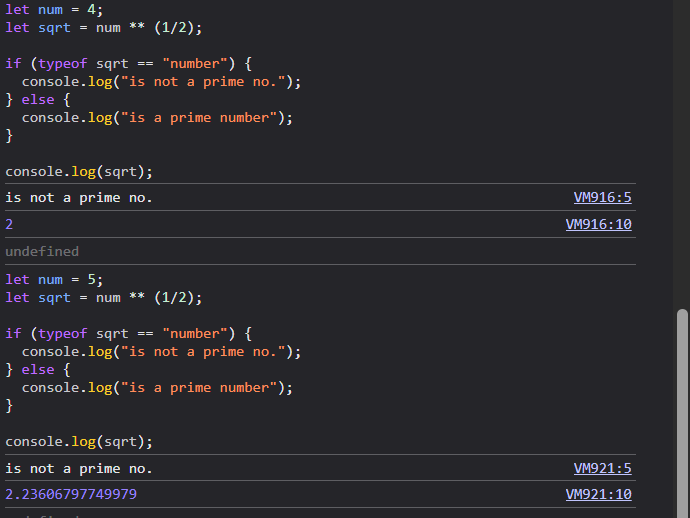 let num = 4;
let sqrt = num ** (1/2);
if (typeof sqrt == "number") {
console.log("is not a prime no.");
} else {
console.log("is a prime number");
}
console.log(sqrt);
is not a prime no. VM916:5
2 VM916:10
undefined
let num = 5;
let sqrt = num ** (1/2);
if (typeof sqrt == "number") {
console.log("is not a prime no.");
} else {
console.log("is a prime number");
}
console.log(sqrt);
is not a prime no. VM921:5
2.23606797749979 VM921:10